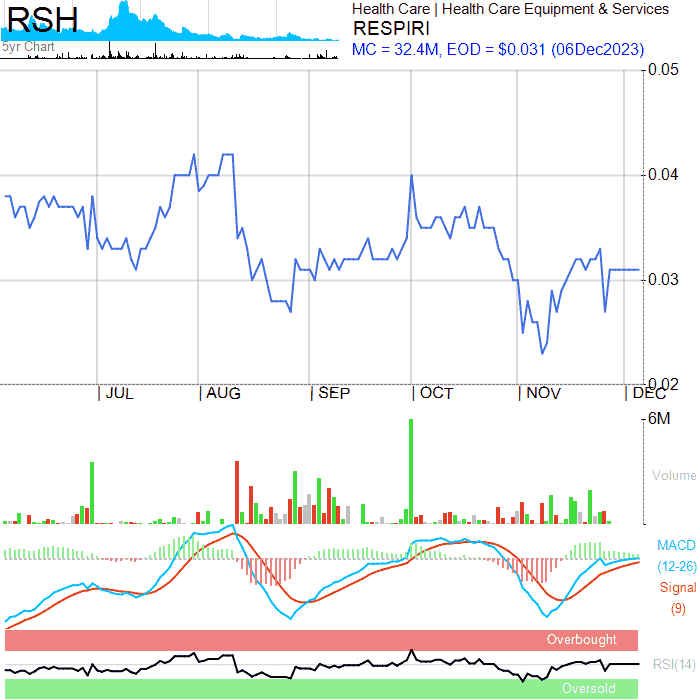 RSH
5yr Chart
Health Care | Health Care Equipment & Services
RESPIRI
MC = 32.4M, EOD = $0.031 (06Dec2023)
0.05
0.04
0.03
0.02
| JUL
| AUG
| SEP
| OCT
| NOV
| DEC
6M
Volume
MACD
(12-26)
Signal
(9)
Overbought
RSI(14)
Oversold